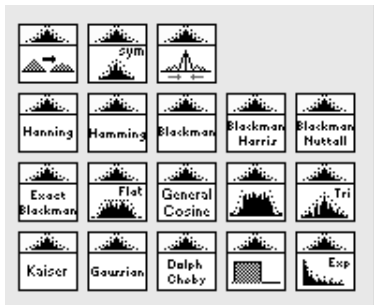 sym
Hanning
Hamming
Blackman
Blackman
Harris
Blackman
Nuttall
Exact
Blackman
Flat
General
Cosine
Tri
Kaiser
Gaussian
Dolph
Cheby
Exp